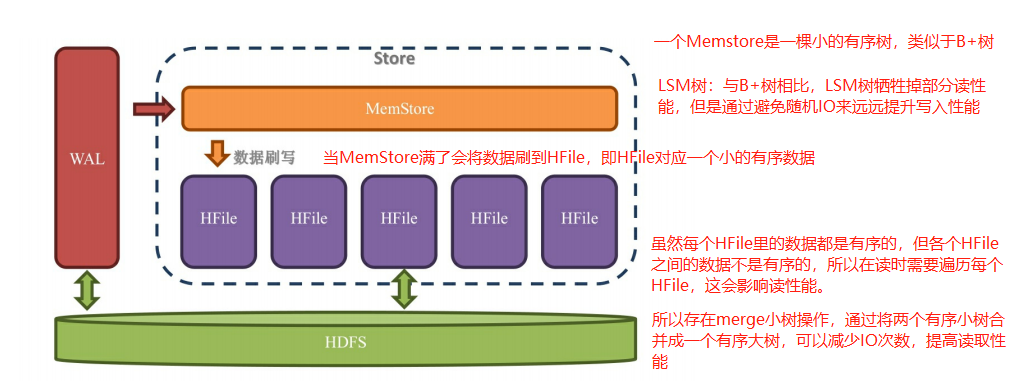 Store
MemStore
WAL
数据刷写
HFile
HFile
HFile
HFile
HFile
HDFS
一个Memstore是一棵小的有序树，类似于B+树
LSM树：与B+树相比，LSM树牺牲掉部分读性
能，但是通过避免随机IO来远远提升写入性能
当MemStore满了会将数据刷到HFile，即HFile对应一个小的有序数据
虽然每个HFile里的数据都是有序的，但各个HFile
之间的数据不是有序的，所以在读时需要遍历每个
HFile，这会影响读性能。
所以存在merge小树操作，通过将两个有序小树合
并成一个有序大树，可以减少IO次数，提高读取性
能